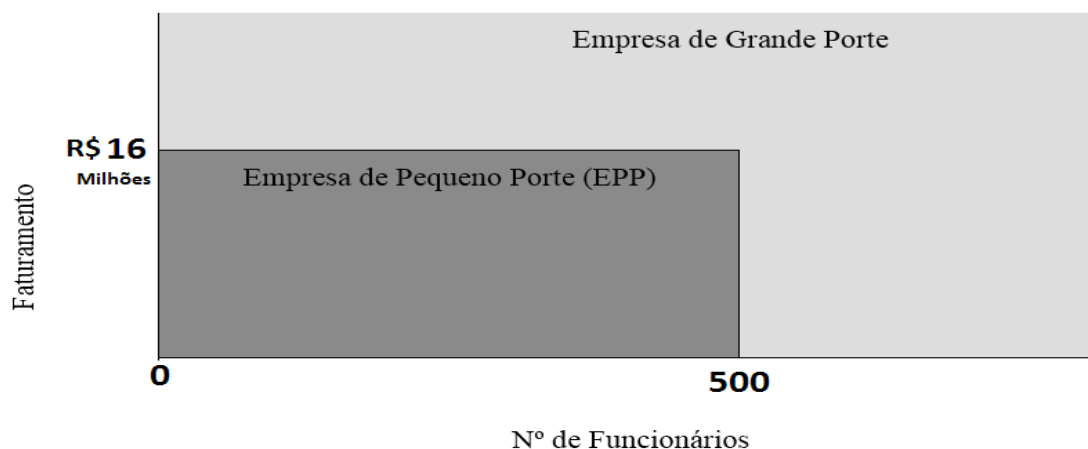 Empresa de Grande Porte
R$ 16
Milhões
Empresa de Pequeno Porte (EPP)
Faturamento
0
500
Nº de Funcionários